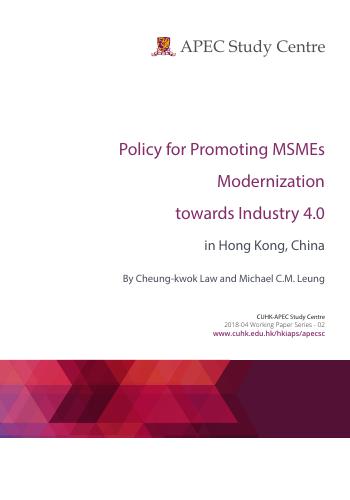 APEC Study Centre
Policy for Promoting MSMEs
Modernization
towards Industry 4.0
in Hong Kong, China
By Cheung-kwok Law and Michael C.M. Leung
CUHK-APEC Study Centre
2018-04 Working Paper Series - 02
www.cuhk.edu.hk/hkiaps/apecsc